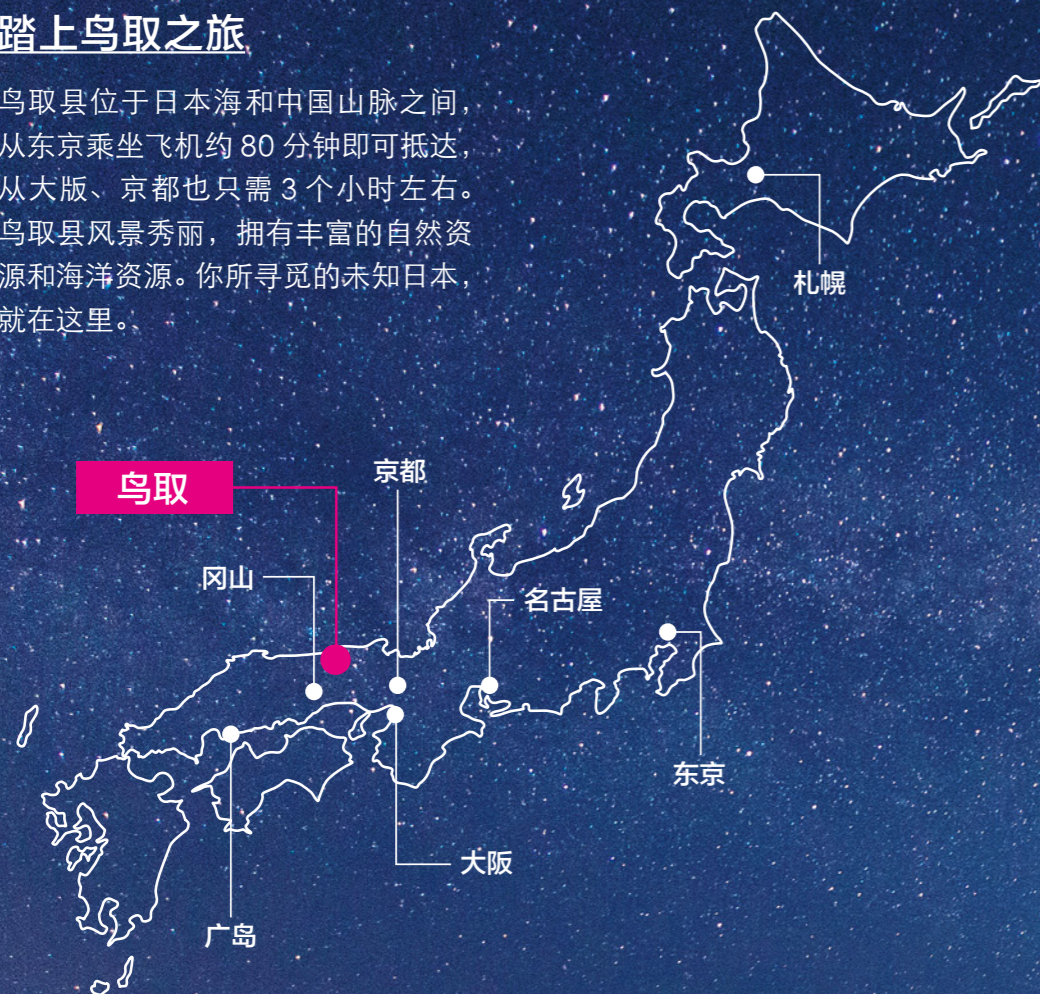 踏上鸟取之旅
鸟取县位于日本海和中国山脉之间，
从东京乘坐飞机约 80 分钟即可抵达，
从大版、京都也只需 3 个小时左右。
鸟取县风景秀丽，拥有丰富的自然资
源和海洋资源。你所寻觅的未知日本，
就在这里。
札幌
京都
鸟取
冈山
名古屋
东京
大阪
广岛